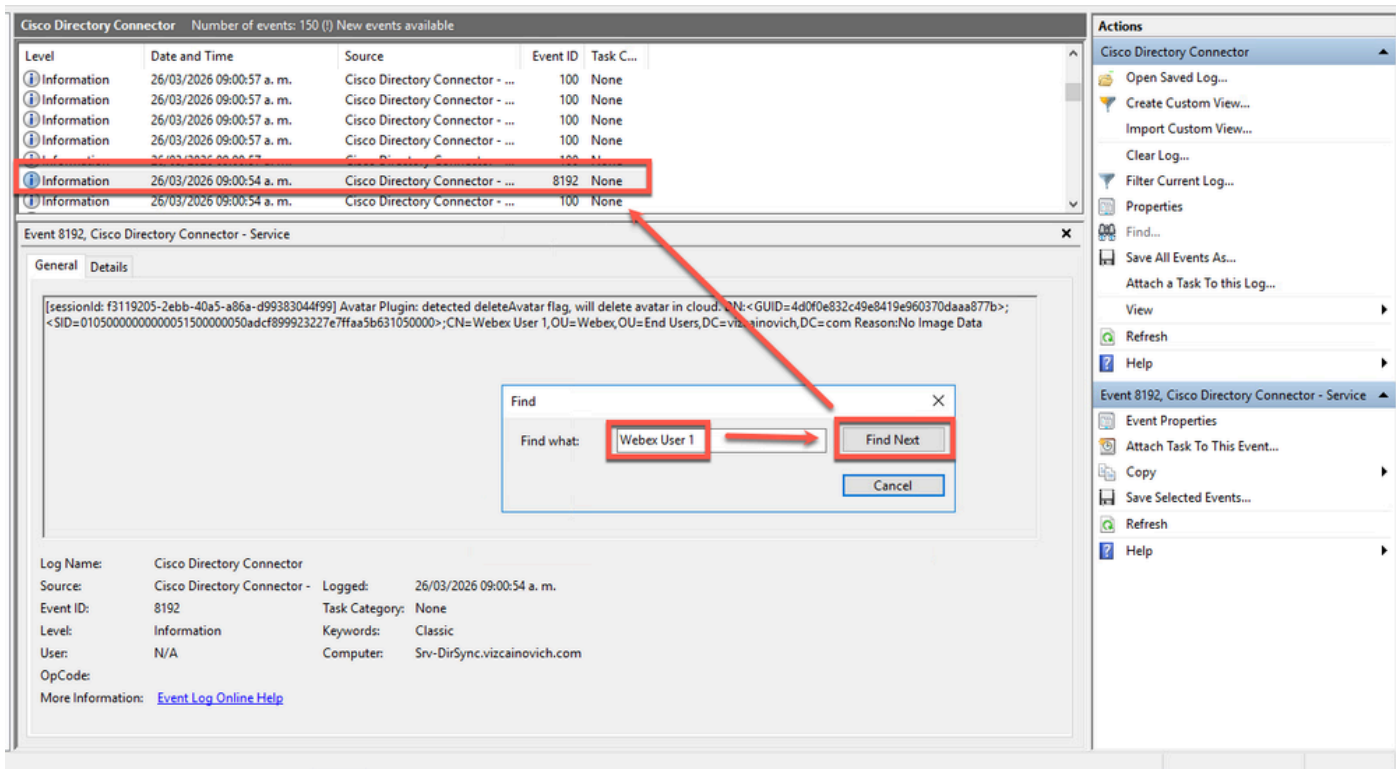 Cisco Directory Connector Number of events: 150 (!) New events available
Level Date and Time Source Event ID Task C...
Information 26/03/2026 09:00:57 a. m. Cisco Directory Connector - ... 100 None
Information 26/03/2026 09:00:57 a. m. Cisco Directory Connector - ... 100 None
Information 26/03/2026 09:00:57 a. m. Cisco Directory Connector - ... 100 None
Information 26/03/2026 09:00:57 a. m. Cisco Directory Connector - ... 100 None
Information 26/03/2026 09:00:57 a. m. Cisco Directory Connector - ... 100 None
Information 26/03/2026 09:00:54 a. m. Cisco Directory Connector - ... 8192 None
Information 26/03/2026 09:00:54 a. m. Cisco Directory Connector - ... 100 None
Event 8192, Cisco Directory Connector - Service
General Details
[sessionId: f3119205-2ebb-40a5-a86a-d99383044f99] Avatar Plugin: detected deleteAvatar flag, will delete avatar in cloud. DN:<GUID=4d0f0e832c49e8419e960370daaa877b>;
<SID=010500000000000515000000050adcf899923227e7ffaa5b631050000>;CN=Webex User 1,OU=Webex,OU=End Users,DC=vizcainovich,DC=com Reason:No Image Data
Find
Find what: Webex User 1 Find Next
Cancel
Log Name: Cisco Directory Connector
Source: Cisco Directory Connector - Logged: 26/03/2026 09:00:54 a. m.
Event ID: 8192 Task Category: None
Level: Information Keywords: Classic
User: N/A Computer: Srv-DirSync.vizcainovich.com
OpCode:
More Information: Event Log Online Help
Actions
Cisco Directory Connector
Open Saved Log...
Create Custom View...
Import Custom View...
Clear Log...
Filter Current Log...
Properties
Find...
Save All Events As...
Attach a Task To this Log...
View
Refresh
Help
Event 8192, Cisco Directory Connector - Service
Event Properties
Attach Task To This Event...
Copy
Save Selected Events...
Refresh
Help